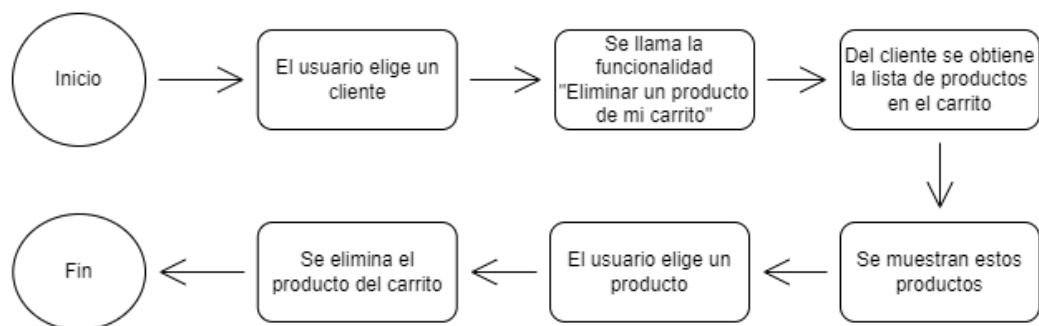 Inicio
El usuario elige un
cliente
Se llama la
funcionalidad
"Eliminar un producto
de mi carrito"
Del cliente se obtiene
la lista de productos
en el carrito
Se muestran estos
productos
El usuario elige un
producto
Se elimina el
producto del carrito
Fin